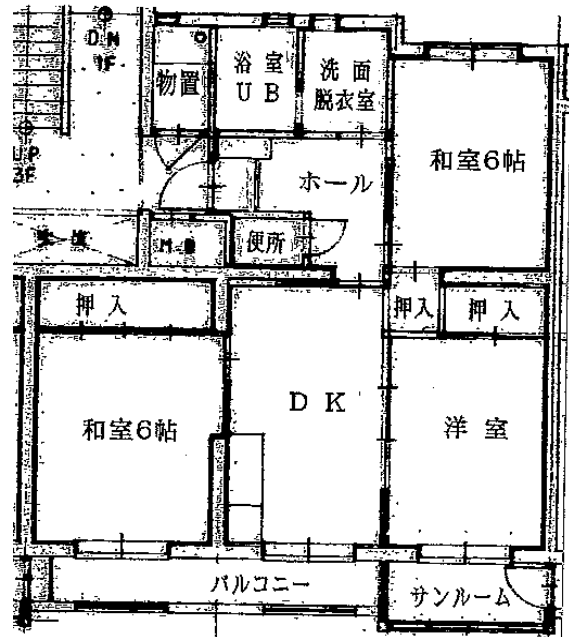 DN
1F
物置
浴室
UB
洗面
脱衣室
和室6帖
UP
3F
ホール
便所
MB
押入
押入
押入
和室6帖
DK
洋室
バルコニー
サンルーム